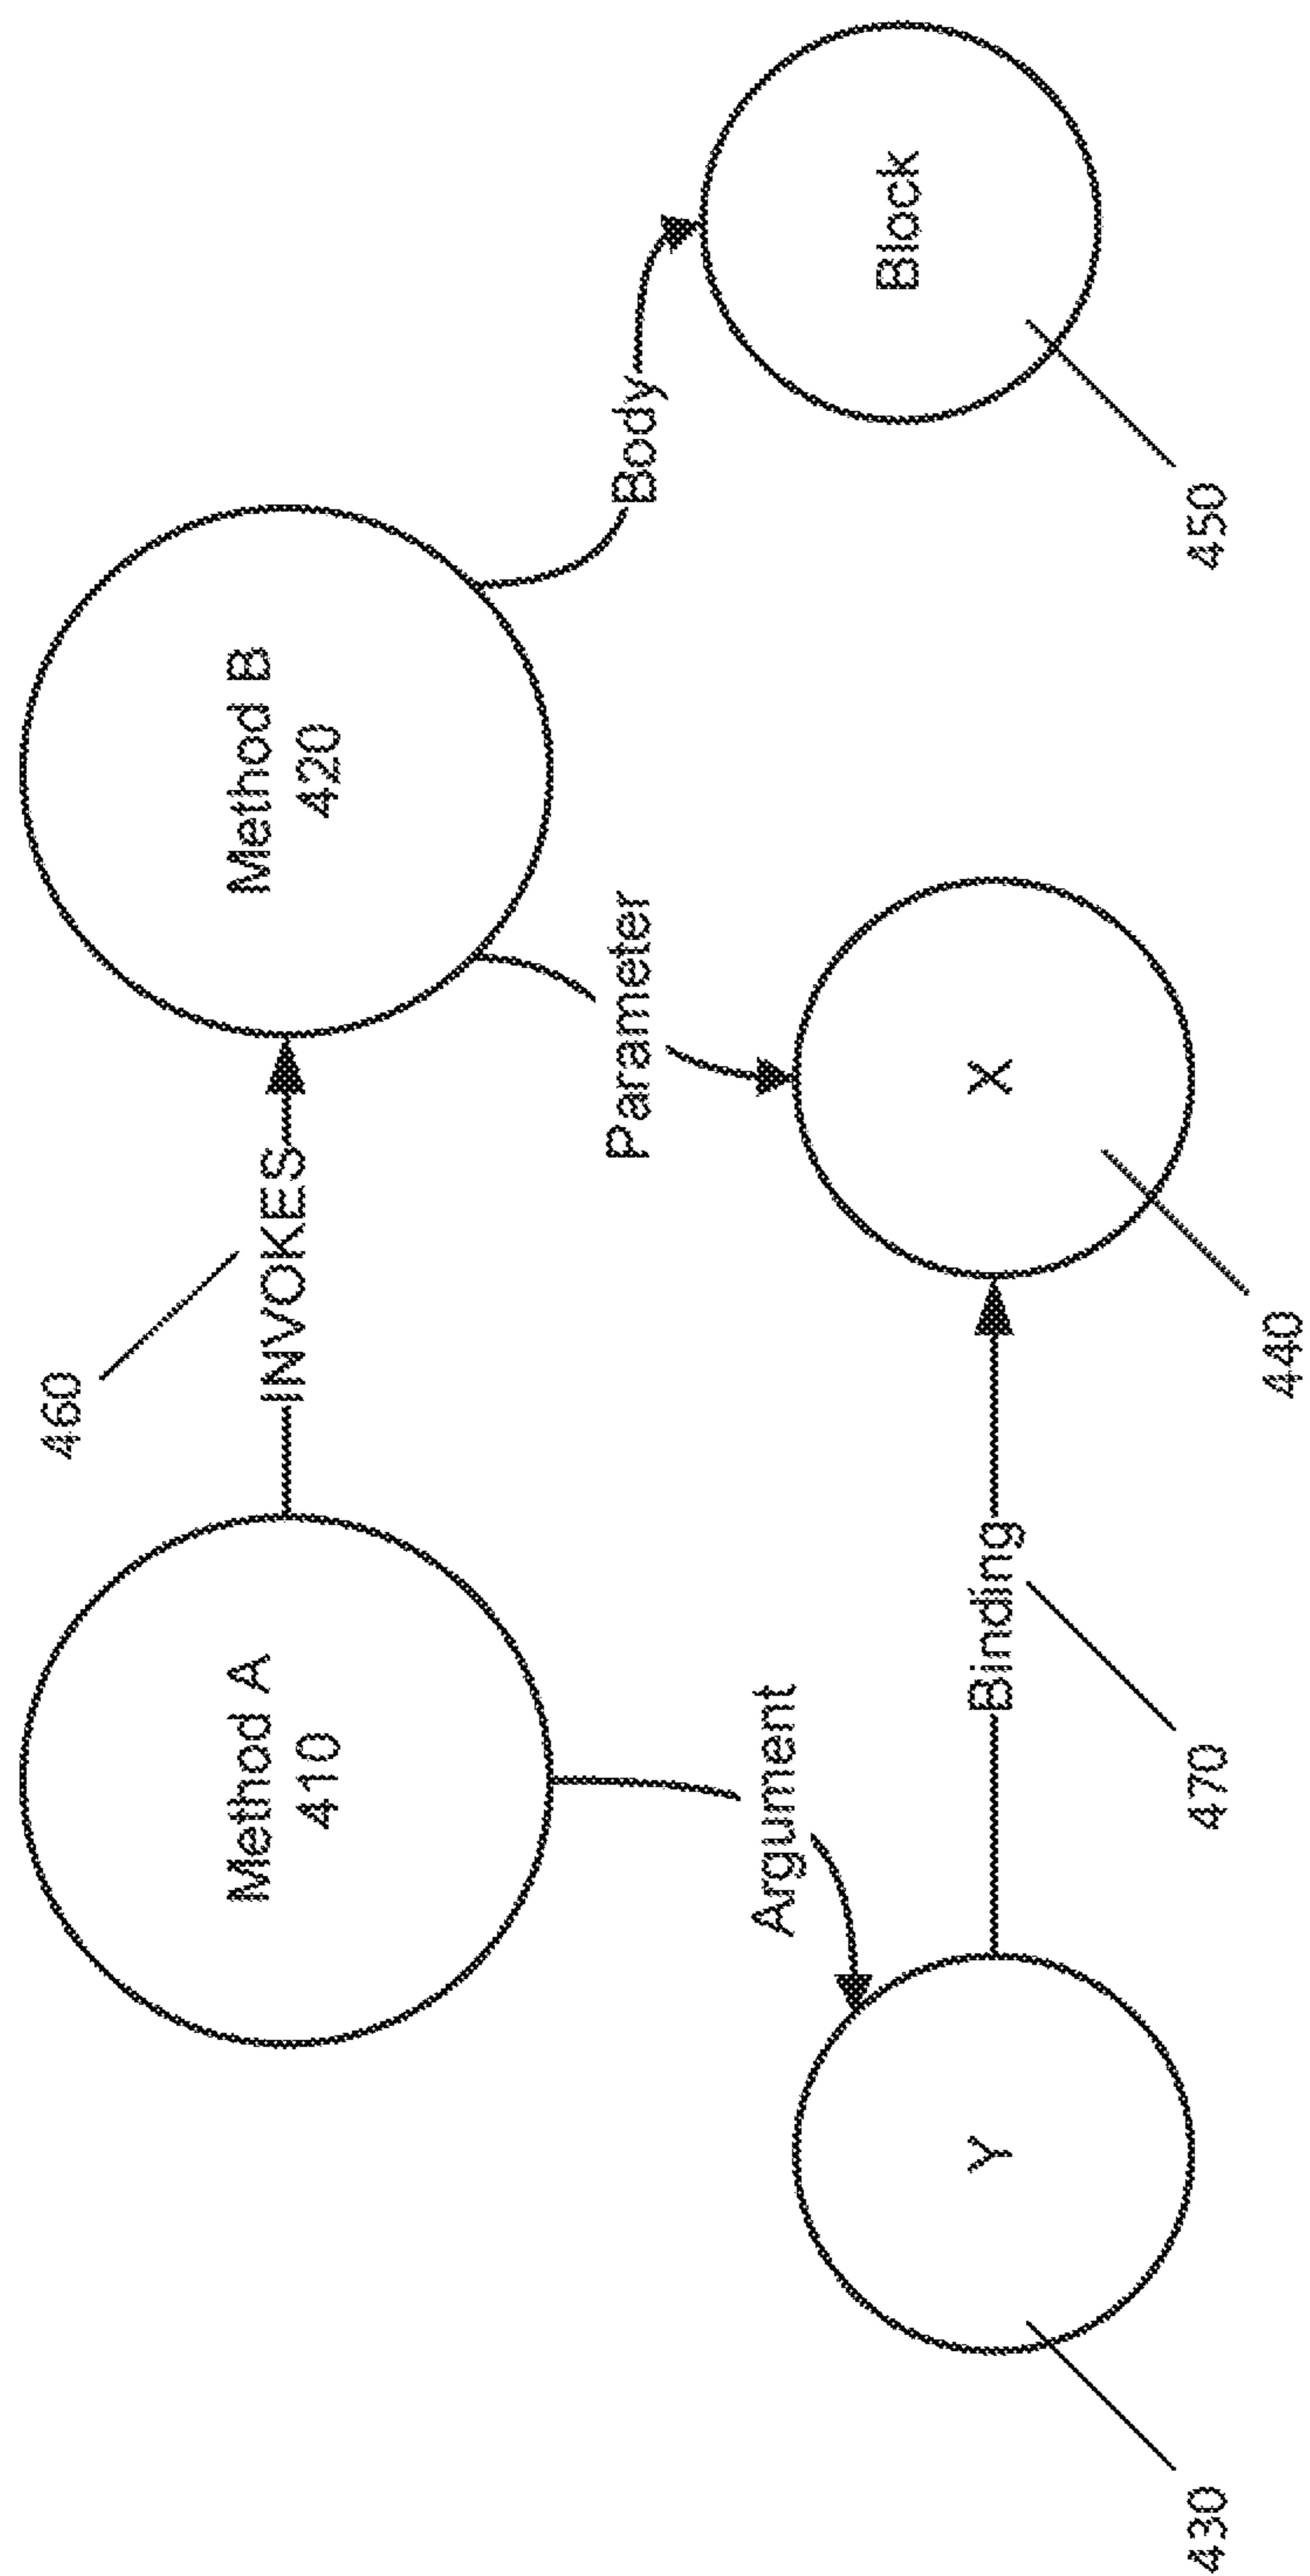 460
Method A
410
INVOKES
Method B
420
Argument
Parameter
Body
Y
Binding
X
Block
430
470
440
450